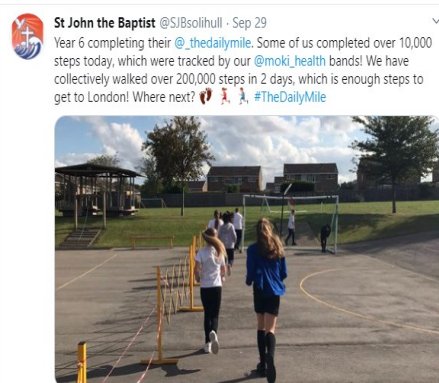 St John the Baptist @SJBsolihull · Sep 29
Year 6 completing their @_thedailymile. Some of us completed over 10,000
steps today, which were tracked by our @moki_health bands! We have
collectively walked over 200,000 steps in 2 days, which is enough steps to
get to London! Where next? 👣 🏃 🏃 #TheDailyMile